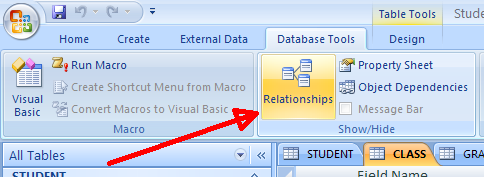 Table Tools
Stude
Home
Create
External Data
Database Tools
Design
Visual
Basic
Run Macro
Create Shortcut Menu from Macro
Convert Macros to Visual Basic
Macro
Relationships
Property Sheet
Object Dependencies
Message Bar
Show/Hide
All Tables
STUDENT
STUDENT
CLASS
GRA
Field Name